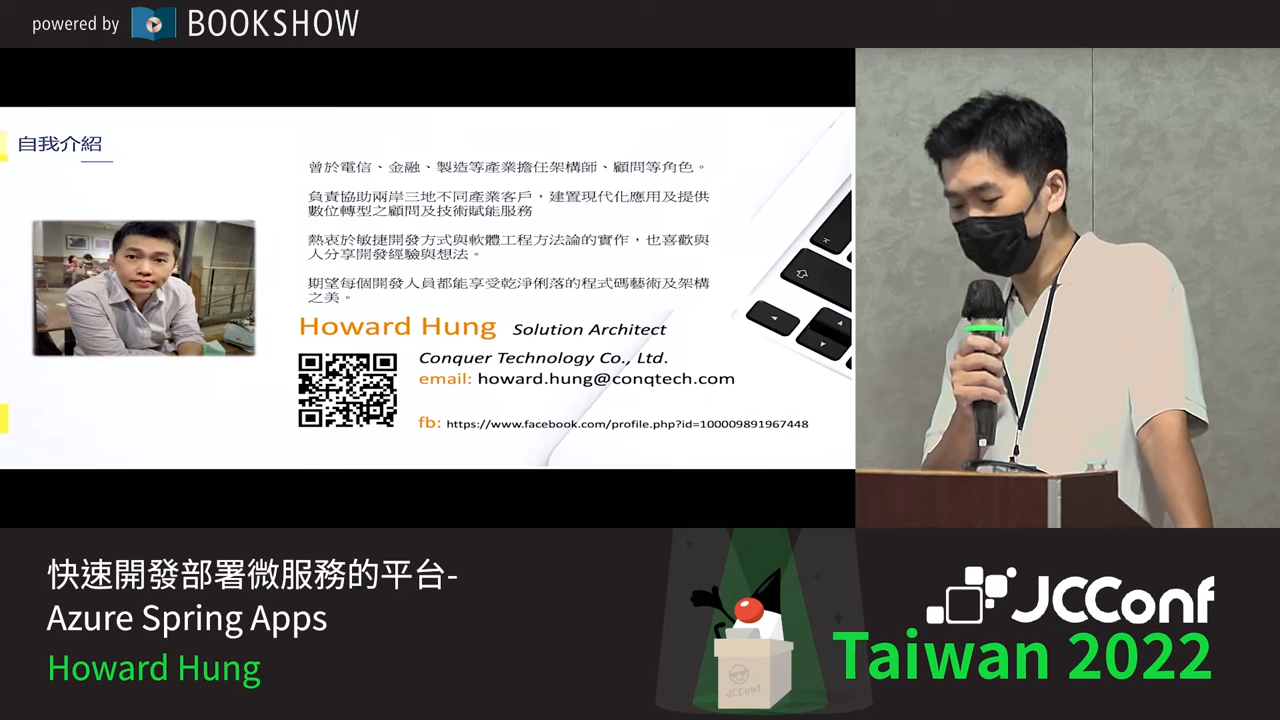 powered by BOOKSHOW
自我介紹
曾於電信、金融、製造等產業擔任架構師、顧問等角色。
負責協助兩岸三地不同產業客戶，建置現代化應用及提供
數位轉型之顧問及技術賦能服務
熱衷於敏捷開發方式與軟體工程方法論的實作，也喜歡與
人分享開發經驗與想法。
期望每個開發人員都能享受乾淨俐落的程式碼藝術及架構
之美。
Howard Hung Solution Architect
Conquer Technology Co., Ltd.
email: howard.hung@conqtech.com
fb: https://www.facebook.com/profile.php?id=100009891967448
快速開發部署微服務的平台-
Azure Spring Apps
Howard Hung
JCConf
JCConf
Taiwan 2022